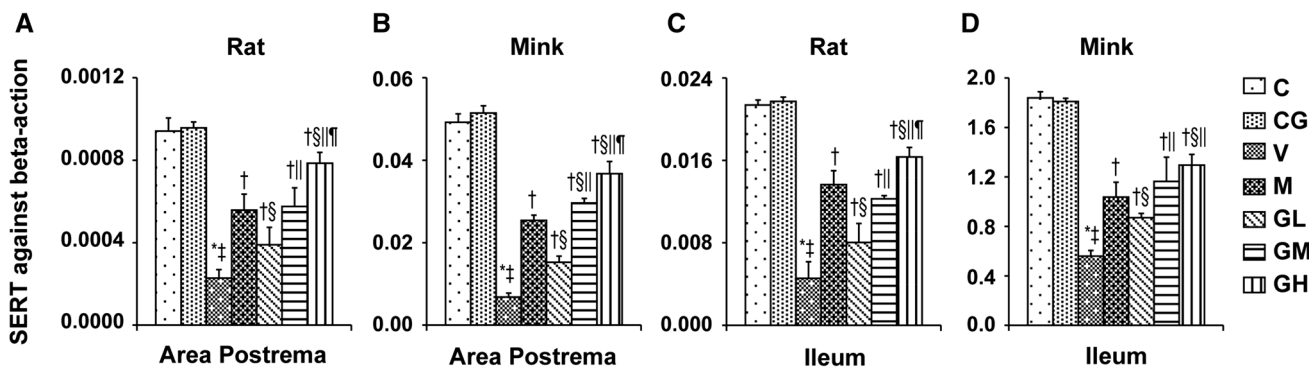 A
Rat
SERT against beta-action
0.0012
0.0008
0.0004
0.0000
*‡
†
†§
†||
†§||¶
Area Postrema
B
Mink
0.06
0.04
0.02
0.00
*‡
†
†§
†§||
†§||¶
Area Postrema
C
Rat
0.024
0.016
0.008
0.000
*‡
†
†§
†||
†§||¶
Ileum
D
Mink
2.0
1.6
1.2
0.8
0.4
0.0
*‡
†
†§
†||
†§||
Ileum
C
CG
V
M
GL
GM
GH